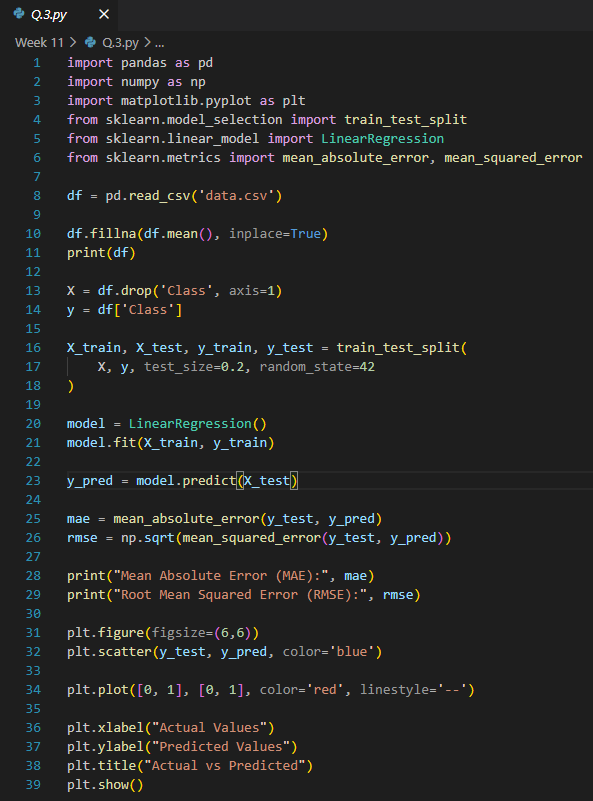 Q.3.py ×
Week 11 > Q.3.py > ...
1 import pandas as pd
2 import numpy as np
3 import matplotlib.pyplot as plt
4 from sklearn.model_selection import train_test_split
5 from sklearn.linear_model import LinearRegression
6 from sklearn.metrics import mean_absolute_error, mean_squared_error
7
8 df = pd.read_csv('data.csv')
9
10 df.fillna(df.mean(), inplace=True)
11 print(df)
12
13 X = df.drop('Class', axis=1)
14 y = df['Class']
15
16 X_train, X_test, y_train, y_test = train_test_split(
17     X, y, test_size=0.2, random_state=42
18 )
19
20 model = LinearRegression()
21 model.fit(X_train, y_train)
22
23 y_pred = model.predict(X_test)
24
25 mae = mean_absolute_error(y_test, y_pred)
26 rmse = np.sqrt(mean_squared_error(y_test, y_pred))
27
28 print("Mean Absolute Error (MAE):", mae)
29 print("Root Mean Squared Error (RMSE):", rmse)
30
31 plt.figure(figsize=(6,6))
32 plt.scatter(y_test, y_pred, color='blue')
33
34 plt.plot([0, 1], [0, 1], color='red', linestyle='--')
35
36 plt.xlabel("Actual Values")
37 plt.ylabel("Predicted Values")
38 plt.title("Actual vs Predicted")
39 plt.show()